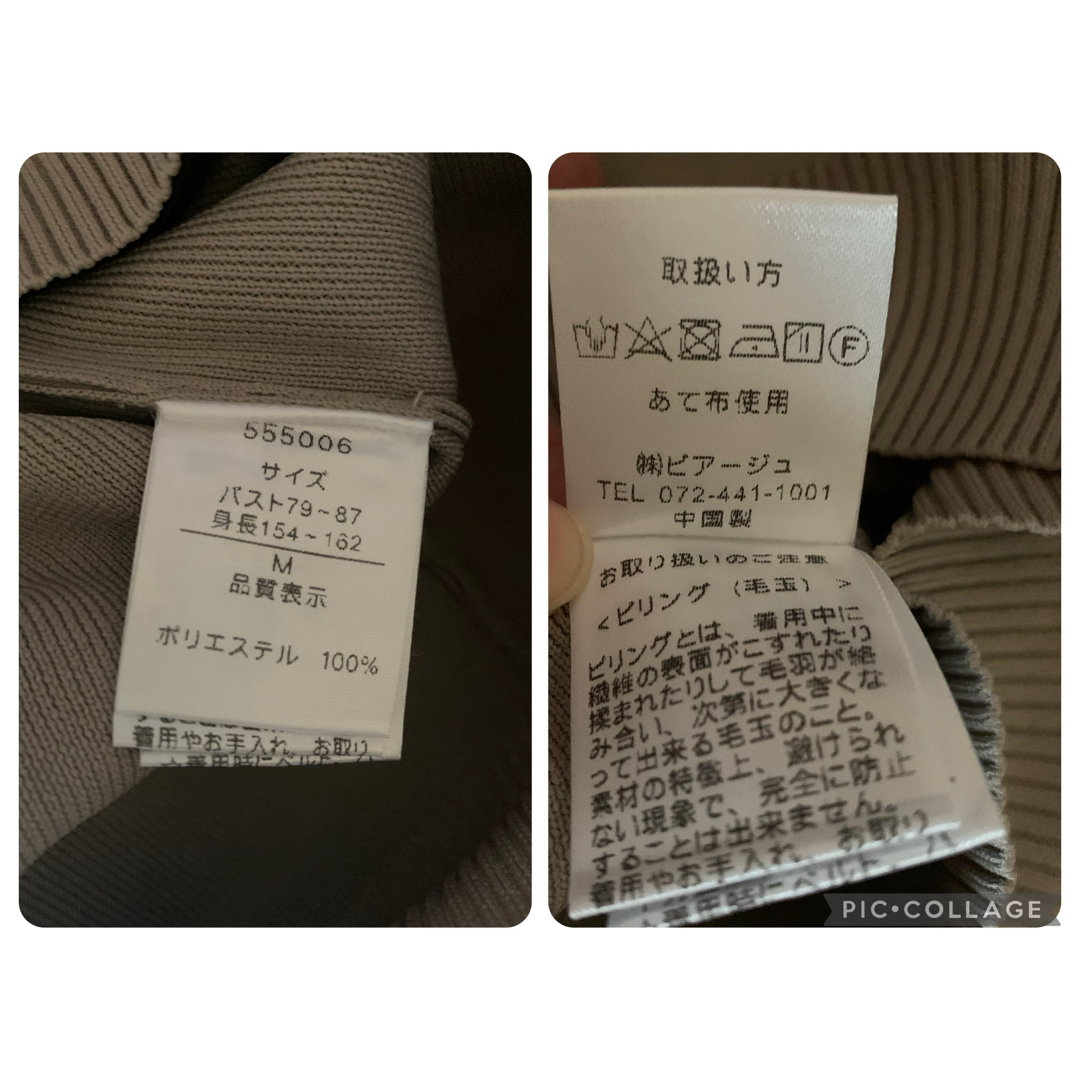 555006
サイズ
バスト79~87
身長154~162
M
品質表示
ポリエステル 100%
着用やお手入れ、お取り
取扱い方
F
あて布使用
㈱ピアージュ
TEL 072-441-1001
中国製
お取り扱いのご注意
<ピリング (毛玉) >
ピリングとは、着用中に
繊維の表面がこすれたり
揉まれたりして毛羽が絡
み合い、次第に大きくな
って出来る毛玉のこと。
素材の特徴上、避けられ
ない現象で、完全に防止
することは出来ません。
着用やお手入れ、お取り
PIC•COLLAGE